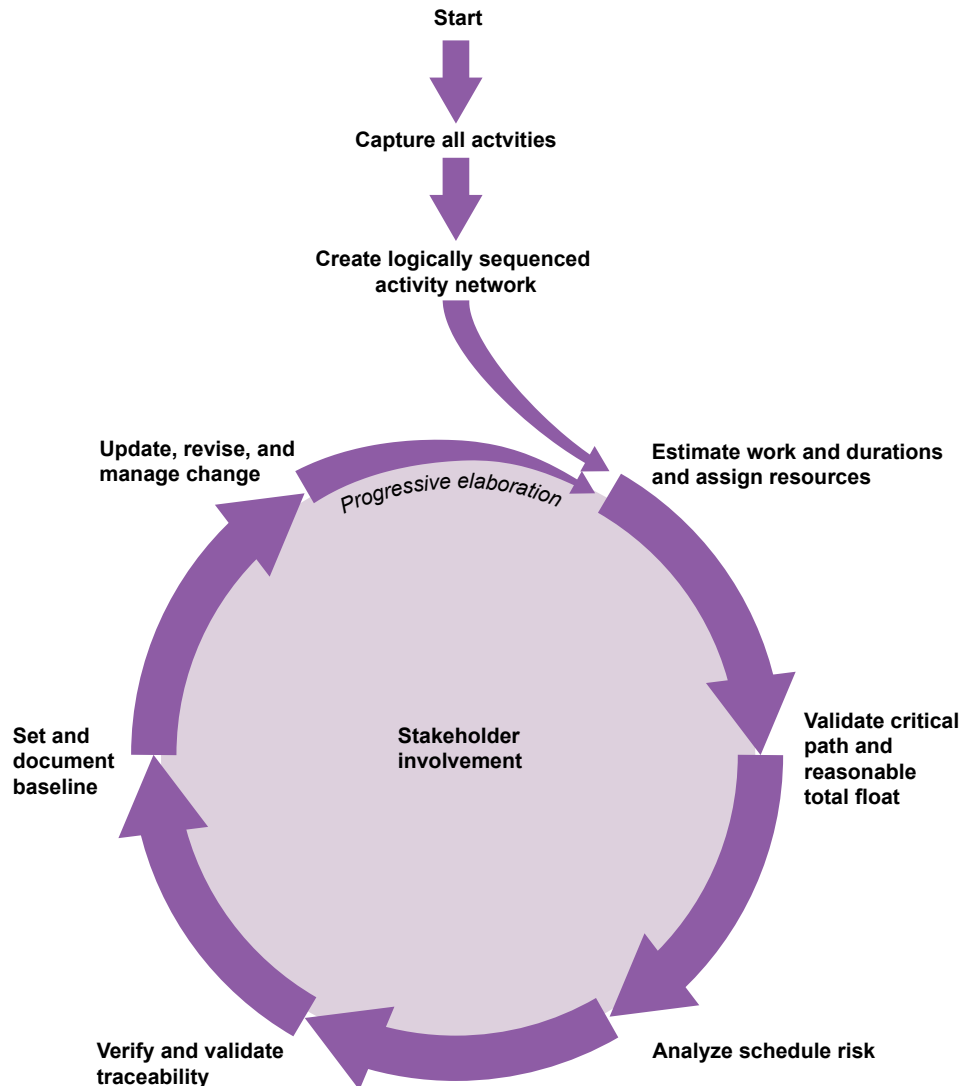 Start
Capture all actvities
Create logically sequenced
activity network
Update, revise, and
manage change
Progressive elaboration
Estimate work and durations
and assign resources
Set and
document
baseline
Stakeholder
involvement
Validate critical
path and
reasonable
total float
Verify and validate
traceability
Analyze schedule risk